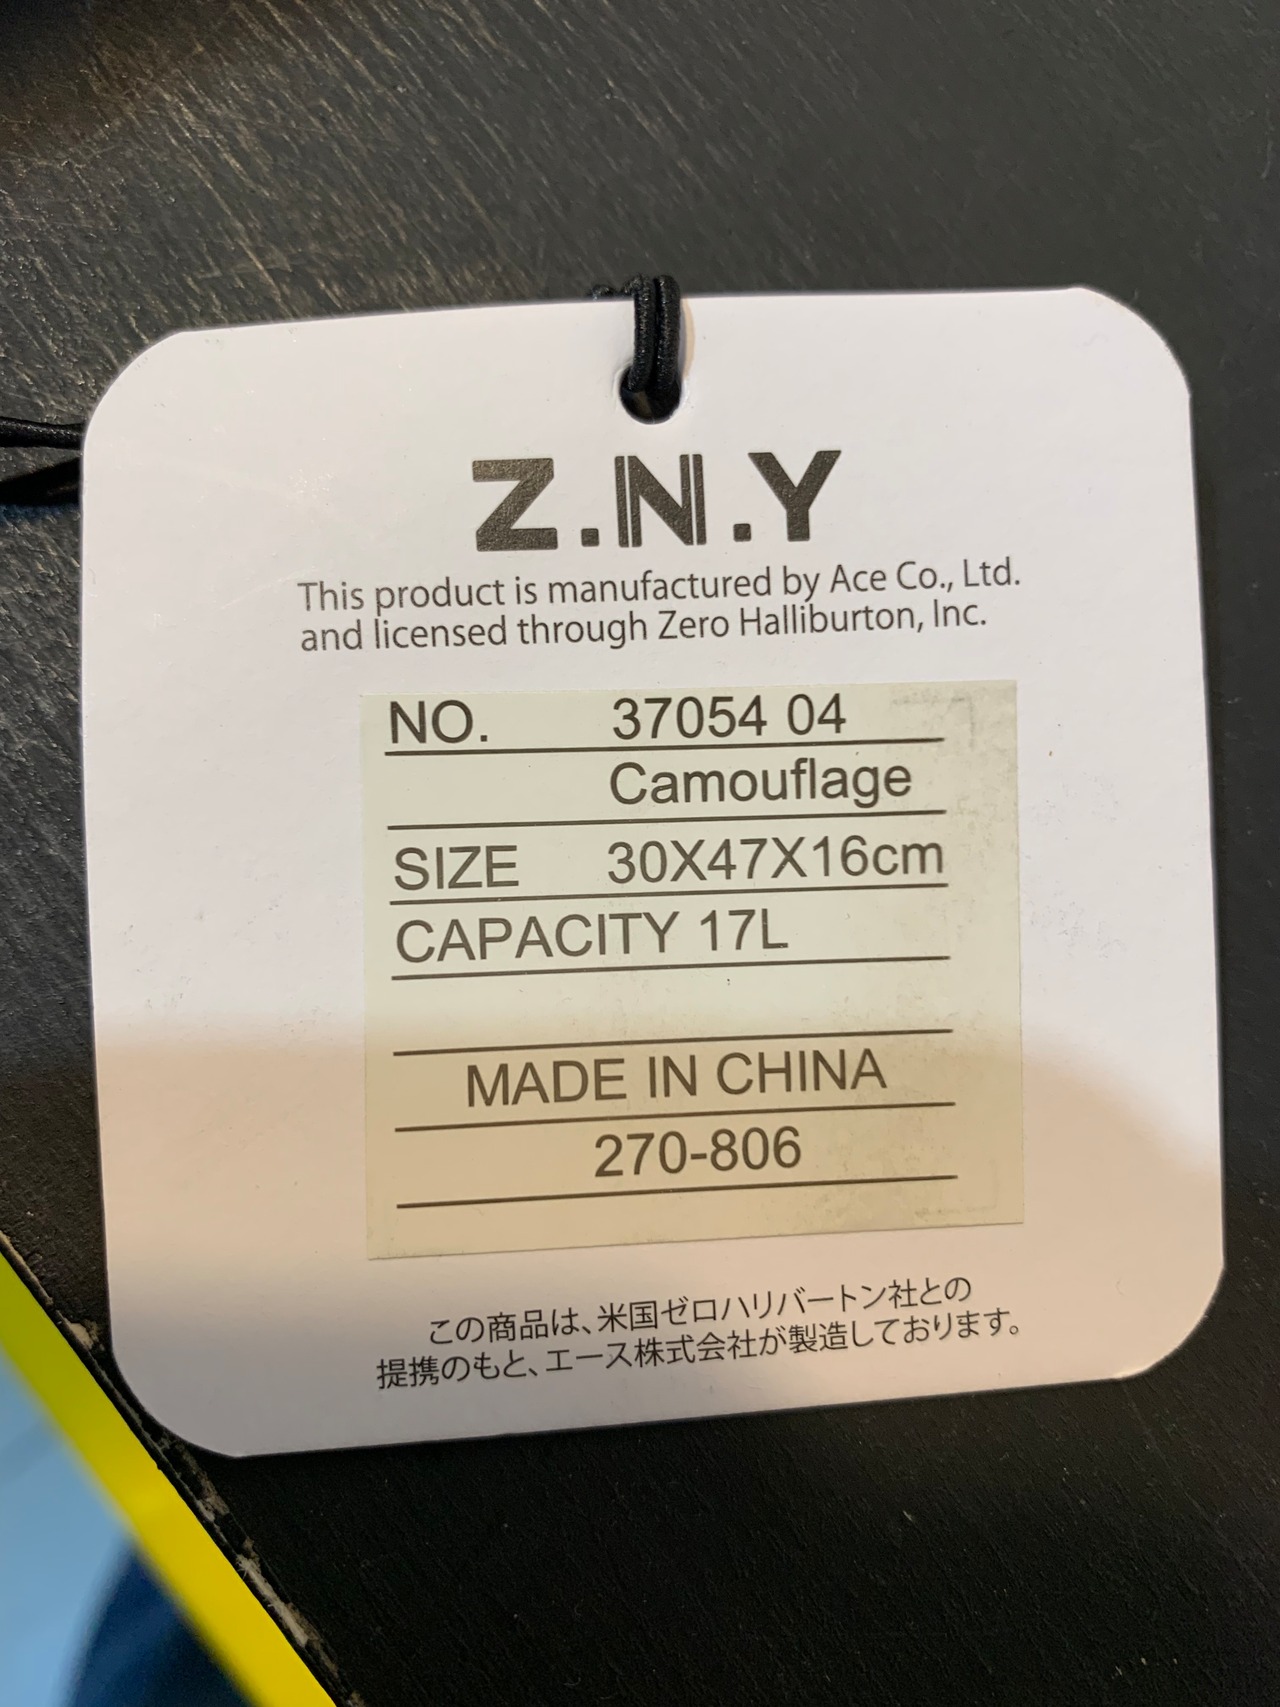 Z.N.Y
This product is manufactured by Ace Co., Ltd.
and licensed through Zero Halliburton, Inc.
NO. 37054 04
Camouflage
SIZE 30X47X16cm
CAPACITY 17L
MADE IN CHINA
270-806
この商品は、米国ゼロハリバートン社との
提携のもと、エース株式会社が製造しております。